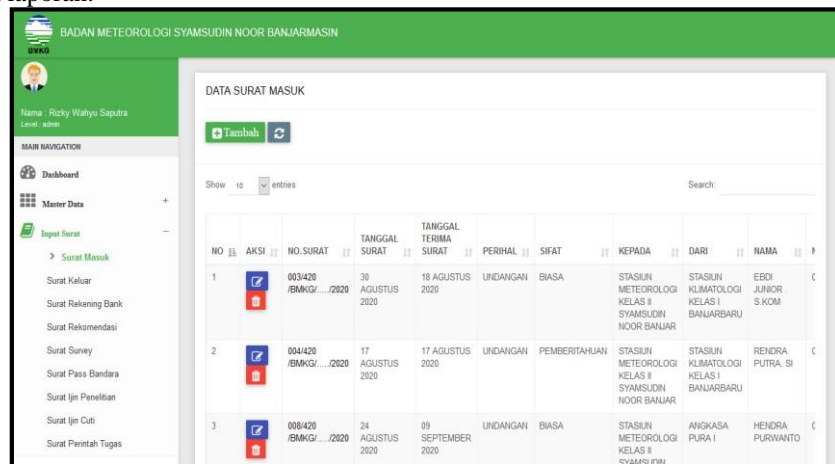 laporan.
BADAN METEOROLOGI SYAMSUDIN NOOR BANJARMASIN
BMKG
Nama : Rizky Wahyu Saputra
Level : admin
MAIN NAVIGATION
Dashboard
Master Data +
Input Surat −
> Surat Masuk
Surat Keluar
Surat Rekening Bank
Surat Rekomendasi
Surat Survey
Surat Pass Bandara
Surat Ijin Penelitian
Surat Ijin Cuti
Surat Perintah Tugas
DATA SURAT MASUK
Tambah
Show 10 entries
Search:
NO AKSI NO.SURAT TANGGAL SURAT TANGGAL TERIMA SURAT PERIHAL SIFAT KEPADA DARI NAMA
1 003/420 /BMKG/...../2020 30 AGUSTUS 2020 18 AGUSTUS 2020 UNDANGAN BIASA STASIUN METEOROLOGI KELAS II SYAMSUDIN NOOR BANJAR STASIUN KLIMATOLOGI KELAS I BANJARBARU EBDI JUNIOR . S.KOM
2 004/420 /BMKG/...../2020 17 AGUSTUS 2020 17 AGUSTUS 2020 UNDANGAN PEMBERITAHUAN STASIUN METEOROLOGI KELAS II SYAMSUDIN NOOR BANJAR STASIUN KLIMATOLOGI KELAS I BANJARBARU RENDRA PUTRA. SI
3 008/420 /BMKG/...../2020 24 AGUSTUS 2020 09 SEPTEMBER 2020 UNDANGAN BIASA STASIUN METEOROLOGI KELAS II SYAMSUDIN ANGKASA PURA I HENDRA PURWANTO